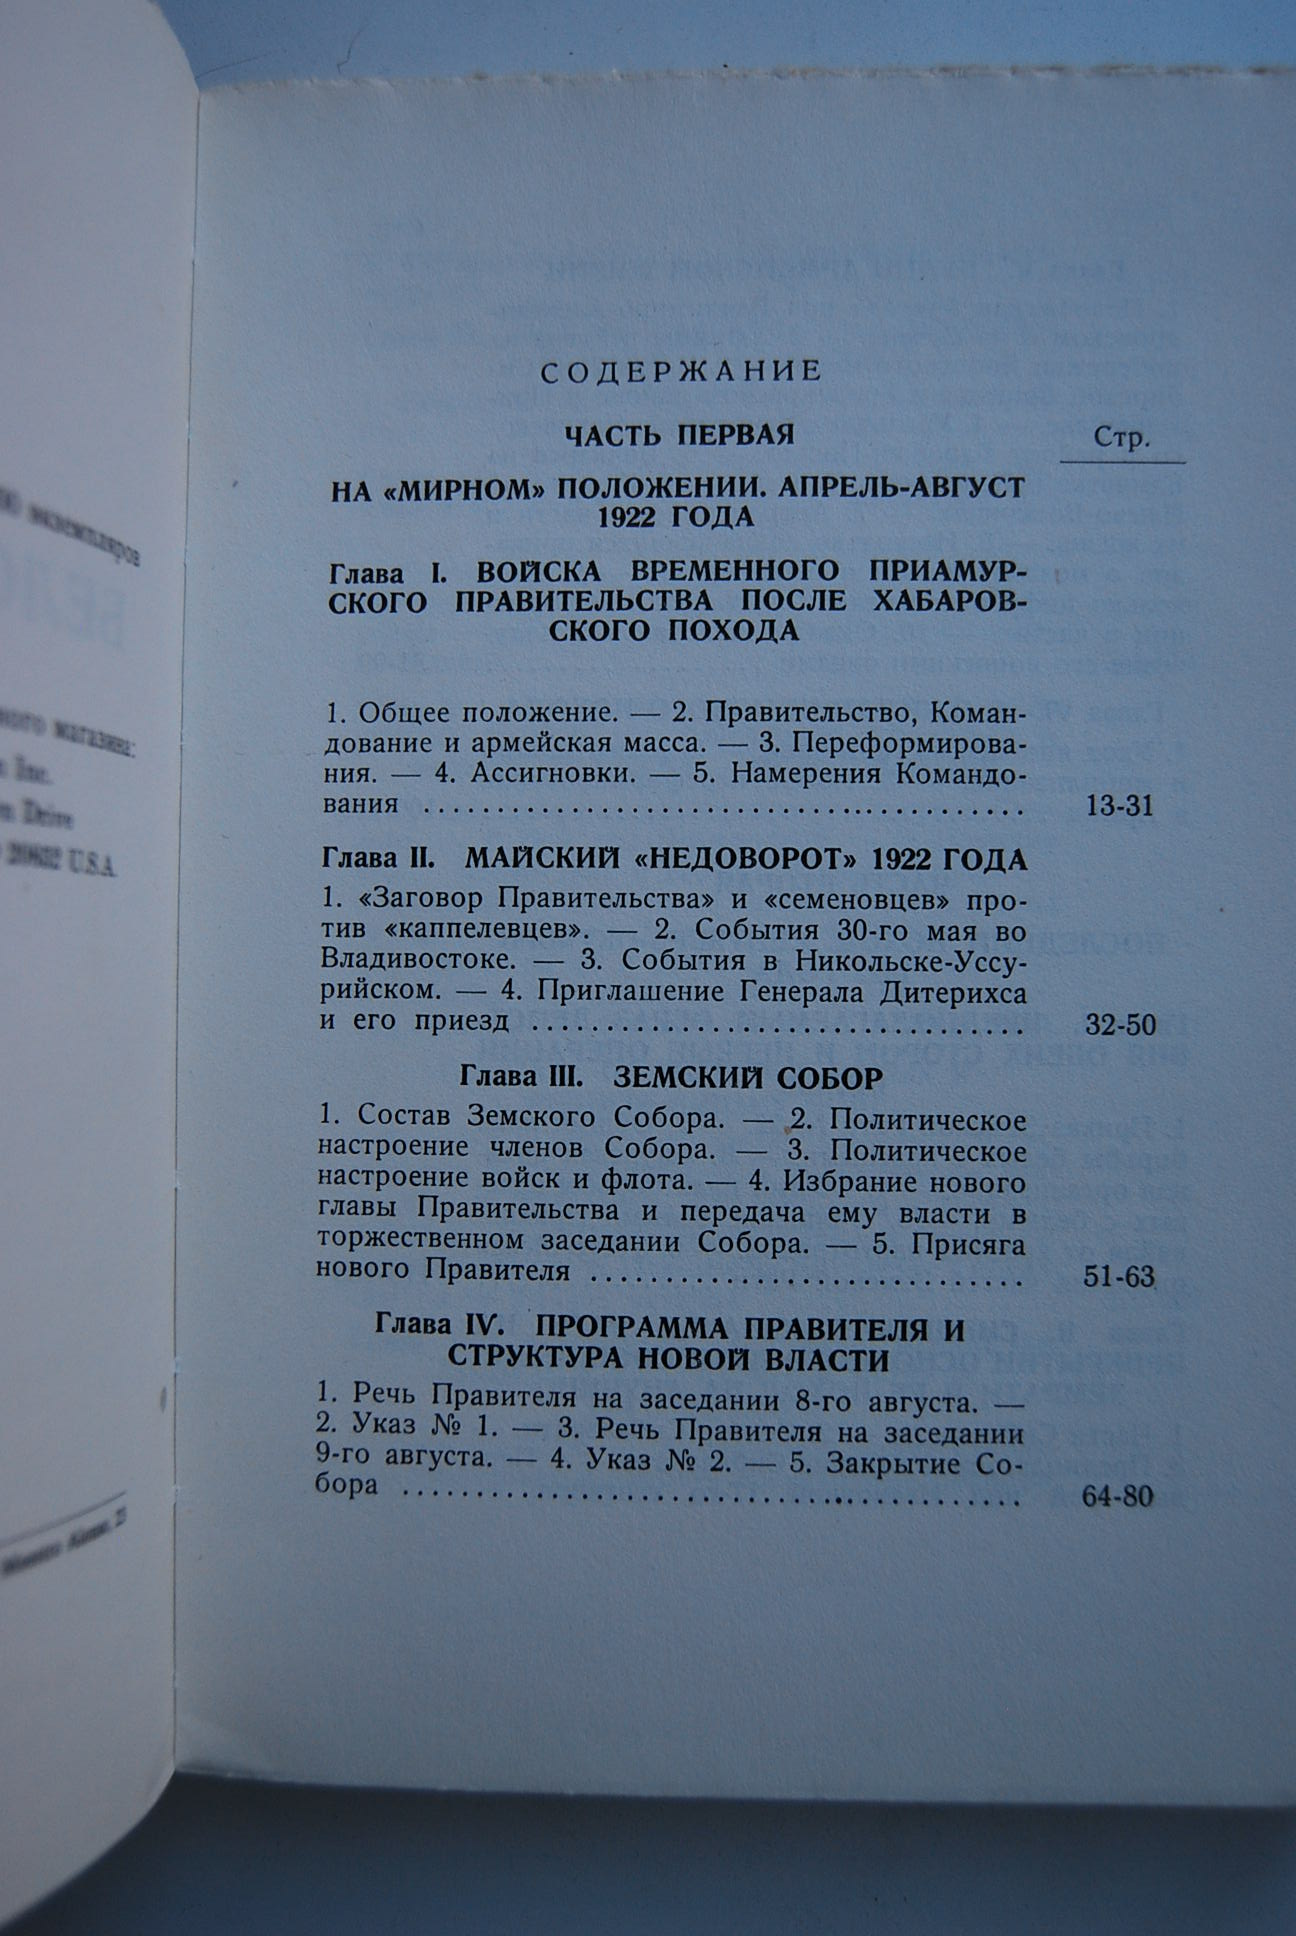 экземпляров
магазина:
Inc.
Drive
20632 U.S.A.
СОДЕРЖАНИЕ
ЧАСТЬ ПЕРВАЯ
Стр.
НА «МИРНОМ» ПОЛОЖЕНИИ. АПРЕЛЬ-АВГУСТ
1922 ГОДА
Глава I. ВОЙСКА ВРЕМЕННОГО ПРИАМУР-
СКОГО ПРАВИТЕЛЬСТВА ПОСЛЕ ХАБАРОВ-
СКОГО ПОХОДА
1. Общее положение. — 2. Правительство, Коман-
дование и армейская масса. — 3. Переформирова-
ния. — 4. Ассигновки. — 5. Намерения Командо-
вания ........................................ 13-31
Глава II. МАЙСКИЙ «НЕДОВОРОТ» 1922 ГОДА
1. «Заговор Правительства» и «семеновцев» про-
тив «каппелевцев». — 2. События 30-го мая во
Владивостоке. — 3. События в Никольске-Уссу-
рийском. — 4. Приглашение Генерала Дитерихса
и его приезд ................................ 32-50
Глава III. ЗЕМСКИЙ СОБОР
1. Состав Земского Собора. — 2. Политическое
настроение членов Собора. — 3. Политическое
настроение войск и флота. — 4. Избрание нового
главы Правительства и передача ему власти в
торжественном заседании Собора. — 5. Присяга
нового Правителя ............................ 51-63
Глава IV. ПРОГРАММА ПРАВИТЕЛЯ И
СТРУКТУРА НОВОЙ ВЛАСТИ
1. Речь Правителя на заседании 8-го августа. —
2. Указ № 1. — 3. Речь Правителя на заседании
9-го августа. — 4. Указ № 2. — 5. Закрытие Со-
бора ........................................ 64-80